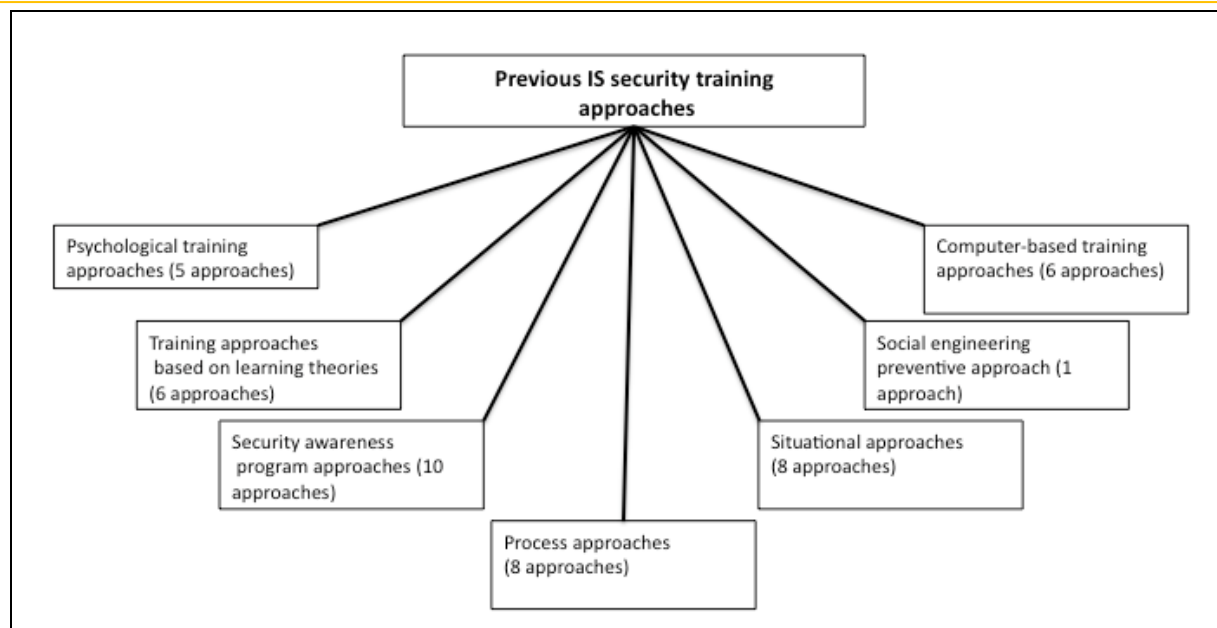 Previous IS security training
approaches
Psychological training
approaches (5 approaches)
Computer-based training
approaches (6 approaches)
Training approaches
based on learning theories
(6 approaches)
Social engineering
preventive approach (1
approach)
Security awareness
program approaches (10
approaches)
Situational approaches
(8 approaches)
Process approaches
(8 approaches)